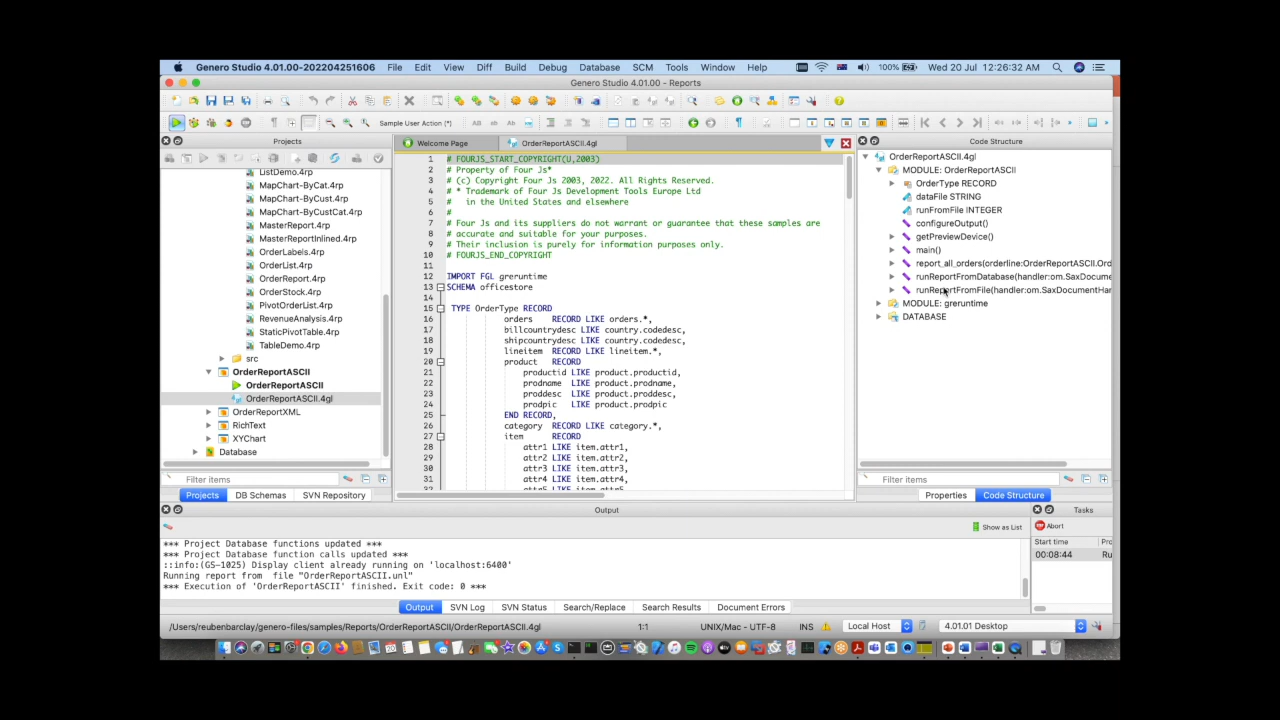 Genero Studio 4.01.00-202204251606 File Edit View Diff Build Debug Database SCM Tools Window Help 100% Wed 20 Jul 12:26:32 AM
Genero Studio 4.01.00 - Reports
Sample User Action (*)
Projects
ListDemo.4rp
MapChart-ByCat.4rp
MapChart-ByCust.4rp
MapChart-ByCustCat.4rp
MasterReport.4rp
MasterReportInlined.4rp
OrderLabels.4rp
OrderList.4rp
OrderReport.4rp
OrderStock.4rp
PivotOrderList.4rp
RevenueAnalysis.4rp
StaticPivotTable.4rp
TableDemo.4rp
src
OrderReportASCII
OrderReportASCII
OrderReportASCII.4gl
OrderReportXML
RichText
XYChart
Database
Filter items
Projects DB Schemas SVN Repository
Welcome Page OrderReportASCII.4gl
1 # FOURJS_START_COPYRIGHT(U,2003)
2 # Property of Four Js*
3 # (c) Copyright Four Js 2003, 2022. All Rights Reserved.
4 # * Trademark of Four Js Development Tools Europe Ltd
5 # in the United States and elsewhere
6 #
7 # Four Js and its suppliers do not warrant or guarantee that these samples are
8 # accurate and suitable for your purposes.
9 # Their inclusion is purely for information purposes only.
10 # FOURJS_END_COPYRIGHT
11
12 IMPORT FGL greruntime
13 SCHEMA officestore
14
15 TYPE OrderType RECORD
16 orders RECORD LIKE orders.*,
17 billcountrydesc LIKE country.codedesc,
18 shipcountrydesc LIKE country.codedesc,
19 lineitem RECORD LIKE lineitem.*,
20 product RECORD
21 productid LIKE product.productid,
22 prodname LIKE product.prodname,
23 proddesc LIKE product.proddesc,
24 prodpic LIKE product.prodpic
25 END RECORD,
26 category RECORD LIKE category.*,
27 item RECORD
28 attr1 LIKE item.attr1,
29 attr2 LIKE item.attr2,
30 attr3 LIKE item.attr3,
31 attr4 LIKE item.attr4,
Code Structure
OrderReportASCII.4gl
MODULE: OrderReportASCII
OrderType RECORD
dataFile STRING
runFromFile INTEGER
configureOutput()
getPreviewDevice()
main()
report_all_orders(orderline:OrderReportASCII.Ord
runReportFromDatabase(handler:om.SaxDocume
runReportFromFile(handler:om.SaxDocumentHar
MODULE: greruntime
DATABASE
Filter items
Properties Code Structure
Output
Show as List
*** Project Database functions updated ***
*** Project Database function calls updated ***
::info:(GS-1025) Display client already running on 'localhost:6400'
Running report from file "OrderReportASCII.unl"
*** Execution of 'OrderReportASCII' finished. Exit code: 0 ***
Output SVN Log SVN Status Search/Replace Search Results Document Errors
Tasks
Abort
Start time Pro
00:08:44 Ru
/Users/reubenbarclay/genero-files/samples/Reports/OrderReportASCII/OrderReportASCII.4gl 1:1 UNIX/Mac - UTF-8 INS Local Host 4.01.01 Desktop